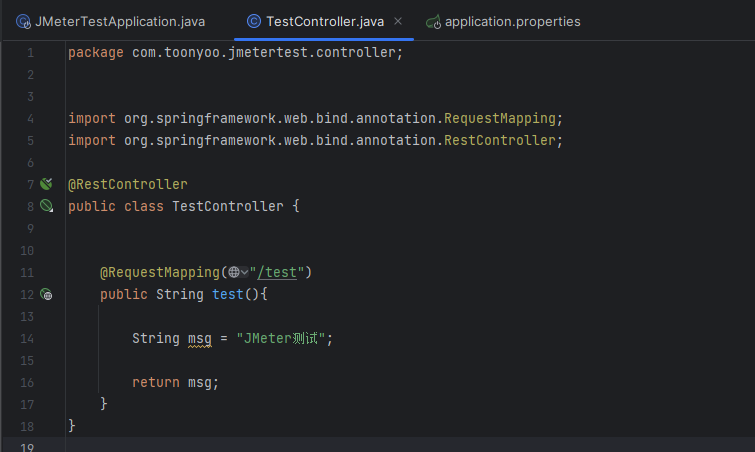 JMeterTestApplication.java TestController.java application.properties
1 package com.toonyoo.jmetertest.controller;
2
3
4 import org.springframework.web.bind.annotation.RequestMapping;
5 import org.springframework.web.bind.annotation.RestController;
6
7 @RestController
8 public class TestController {
9
10
11 @RequestMapping("/test")
12 public String test(){
13
14 String msg = "JMeter测试";
15
16 return msg;
17 }
18 }
19